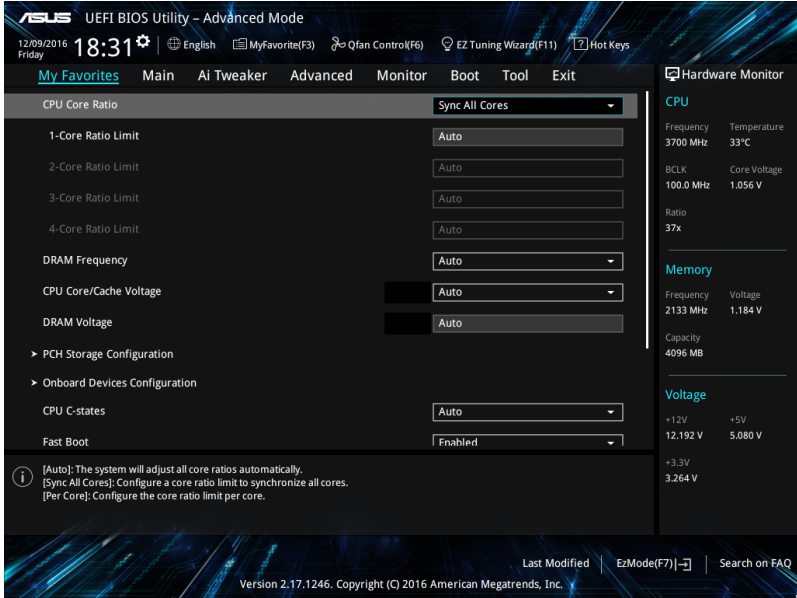 ASUS UEFI BIOS Utility – Advanced Mode
12/09/2016
Friday
18:31
English
MyFavorite(F3)
Qfan Control(F6)
EZ Tuning Wizard(F11)
? Hot Keys
My Favorites Main Ai Tweaker Advanced Monitor Boot Tool Exit
CPU Core Ratio Sync All Cores
1-Core Ratio Limit Auto
2-Core Ratio Limit Auto
3-Core Ratio Limit Auto
4-Core Ratio Limit Auto
DRAM Frequency Auto
CPU Core/Cache Voltage Auto
DRAM Voltage Auto
> PCH Storage Configuration
> Onboard Devices Configuration
CPU C-states Auto
Fast Boot Enabled
[Auto]: The system will adjust all core ratios automatically.
[Sync All Cores]: Configure a core ratio limit to synchronize all cores.
[Per Core]: Configure the core ratio limit per core.
Hardware Monitor
CPU
Frequency Temperature
3700 MHz 33°C
BCLK Core Voltage
100.0 MHz 1.056 V
Ratio
37x
Memory
Frequency Voltage
2133 MHz 1.184 V
Capacity
4096 MB
Voltage
+12V +5V
12.192 V 5.080 V
+3.3V
3.264 V
Last Modified EzMode(F7) Search on FAQ
Version 2.17.1246. Copyright (C) 2016 American Megatrends, Inc.